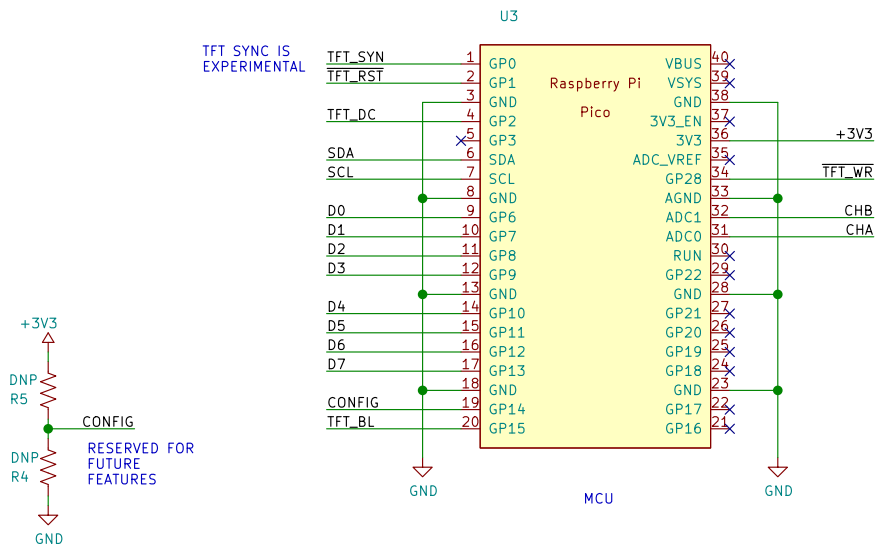 U3
TFT SYNC IS
EXPERIMENTAL
Raspberry Pi
Pico
TFT_SYN 1 GP0
TFT_RST 2 GP1
3 GND
TFT_DC 4 GP2
5 GP3
SDA 6 SDA
SCL 7 SCL
8 GND
D0 9 GP6
D1 10 GP7
D2 11 GP8
D3 12 GP9
13 GND
D4 14 GP10
D5 15 GP11
D6 16 GP12
D7 17 GP13
18 GND
CONFIG 19 GP14
TFT_BL 20 GP15
VBUS 40
VSYS 39
GND 38
3V3_EN 37
3V3 36 +3V3
ADC_VREF 35
GP28 34 TFT_WR
AGND 33
ADC1 32 CHB
ADC0 31 CHA
RUN 30
GP22 29
GND 28
GP21 27
GP20 26
GP19 25
GP18 24
GND 23
GP17 22
GP16 21
GND
GND
MCU
+3V3
DNP
R5
CONFIG
DNP
R4
RESERVED FOR
FUTURE
FEATURES
GND